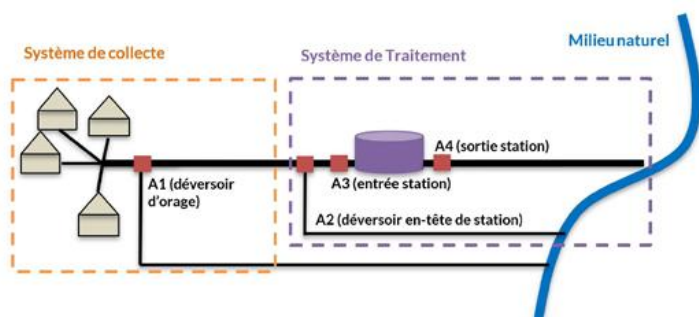 Milieu naturel
Système de collecte
Système de Traitement
A4 (sortie station)
A1 (déversoir
d’orage)
A3 (entrée station)
A2 (déversoir en-tête de station)